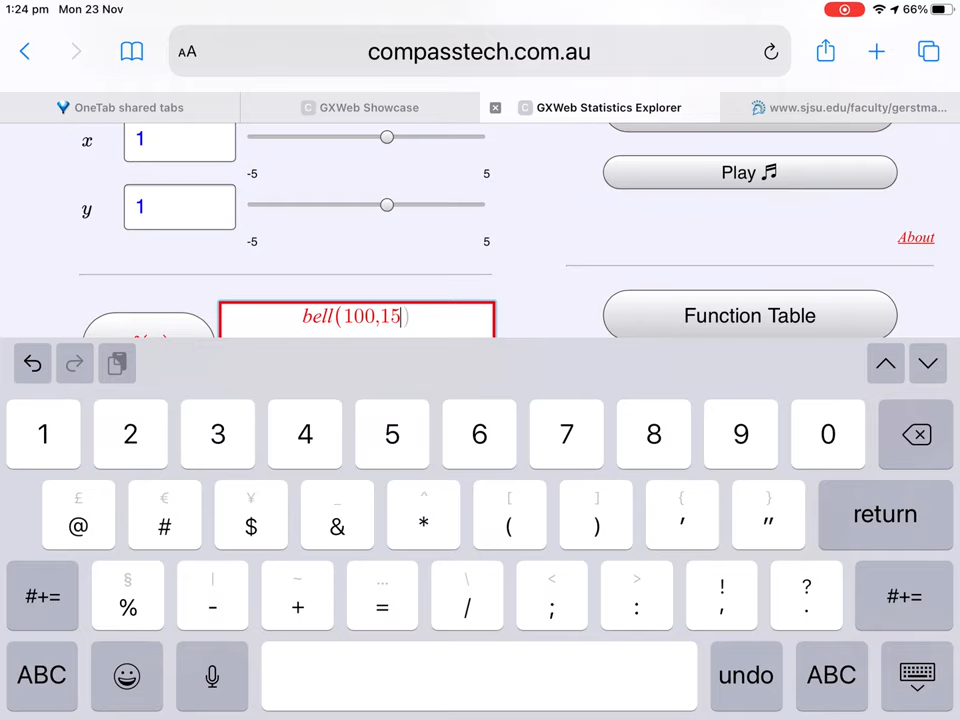 1:24 pm Mon 23 Nov 66%
AA compasstech.com.au
OneTab shared tabs C GXWeb Showcase C GXWeb Statistics Explorer www.sjsu.edu/faculty/gerstma...
x 1
-5 5
Play
y 1
-5 5
About
bell(100,15)
Function Table
1 2 3 4 5 6 7 8 9 0
£ € ¥ _ ^ [ ] { }
@ # $ & * ( ) ' " return
§ | ~ ... \ < > ! ?
#+= % - + = / ; : , . #+=
ABC undo ABC